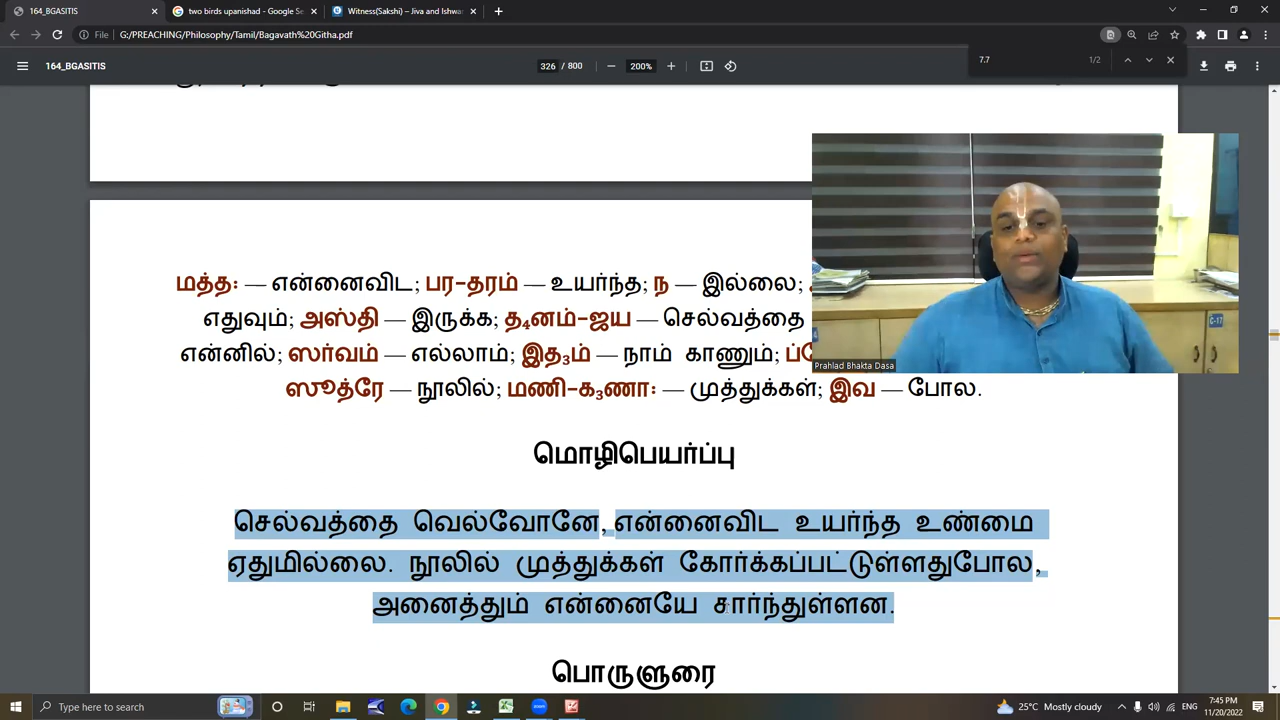 164_BGASITIS
two birds upanishad - Google Se
Witness(Sakshi) – Jiva and Ishwar
File G:/PREACHING/Philosophy/Tamil/Bagavath%20Githa.pdf
164_BGASITIS
326 / 800
200%
7.7
1/2
மத்த: — என்னைவிட; பர-தரம் — உயர்ந்த; ந — இல்லை;
எதுவும்; அஸ்தி — இருக்க; த₄னம்-ஜய — செல்வத்தை
என்னில்; ஸர்வம் — எல்லாம்; இத₃ம் — நாம் காணும்;
ஸூத்ரே — நூலில்; மணி-க₃ணா: — முத்துக்கள்; இவ — போல.
C-17
Prahlad Bhakta Dasa
மொழிபெயர்ப்பு
செல்வத்தை வெல்வோனே, என்னைவிட உயர்ந்த உண்மை
ஏதுமில்லை. நூலில் முத்துக்கள் கோர்க்கப்பட்டுள்ளதுபோல,
அனைத்தும் என்னையே சார்ந்துள்ளன.
பொருளுரை
Type here to search
25°C Mostly cloudy
ENG
7:45 PM
11/20/2022